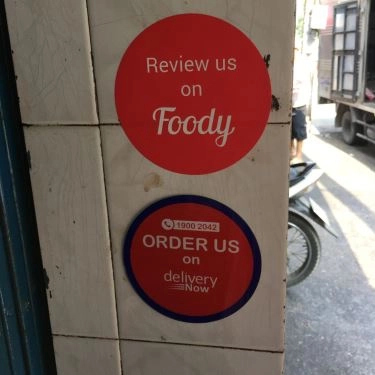 Review us
on
Foody
1900 2042
ORDER US
on
delivery
Now